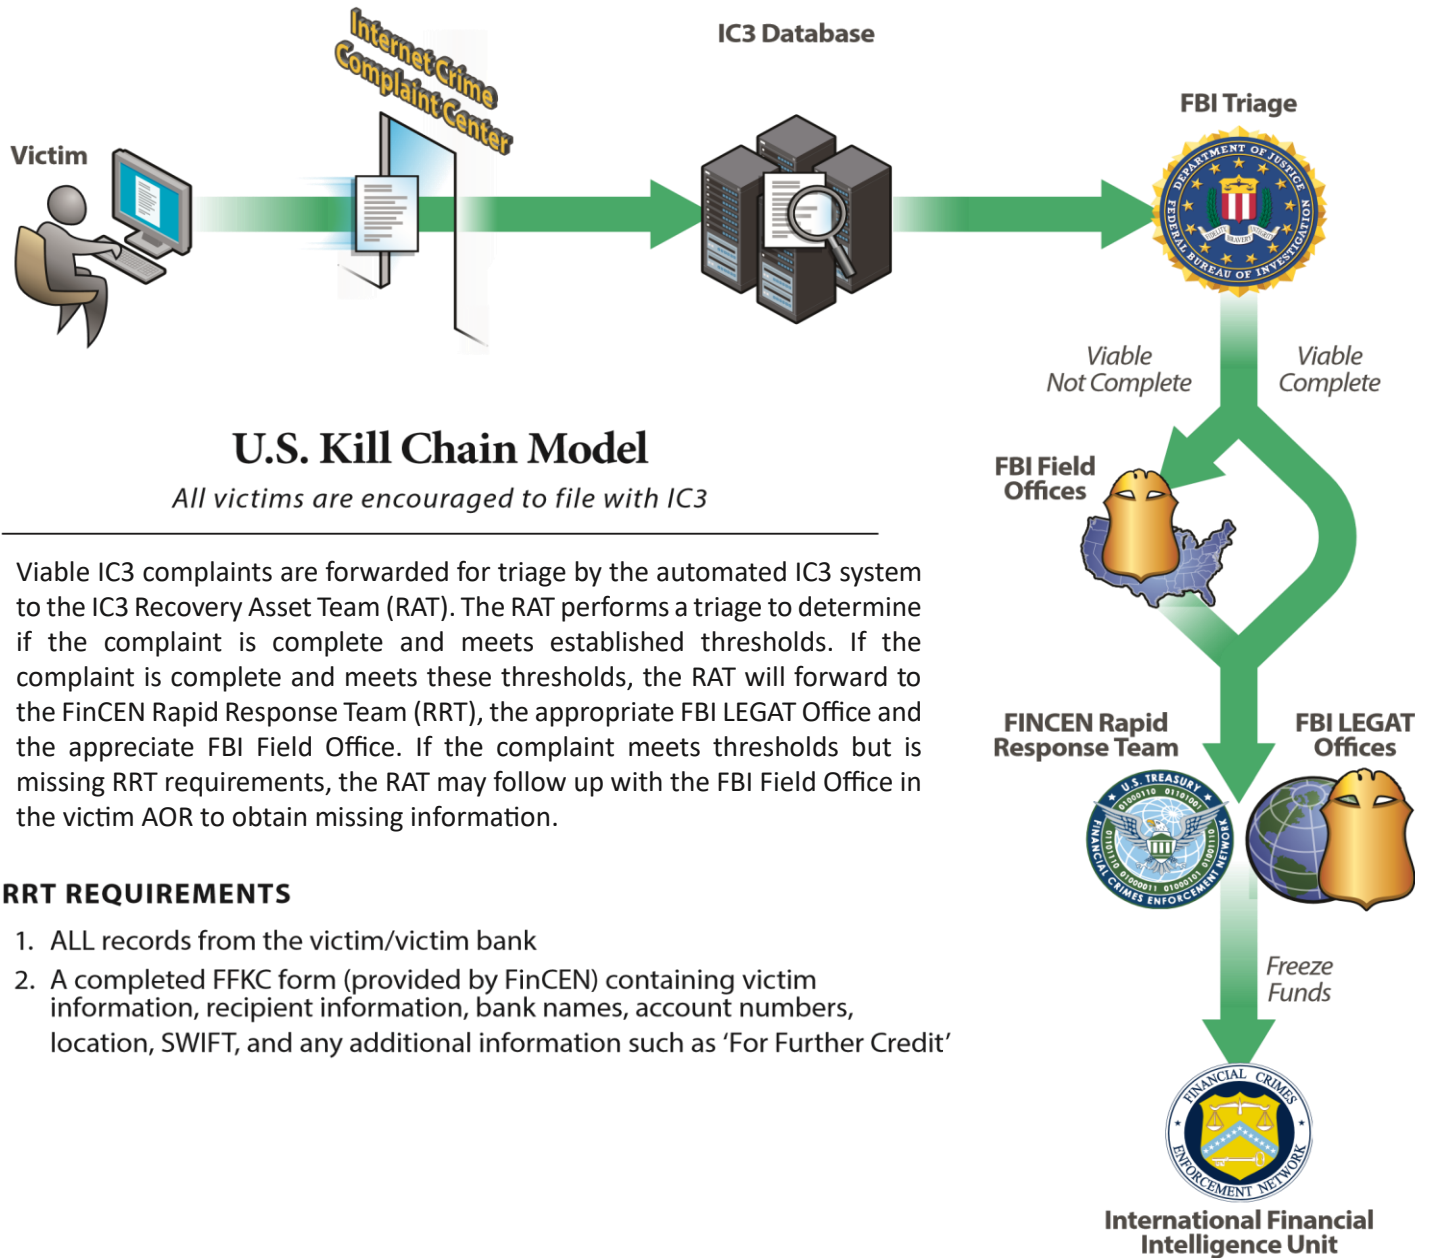 IC3 Database
Internet Crime
Complaint Center
FBI Triage
Victim
DEPARTMENT OF JUSTICE
FEDERAL BUREAU OF INVESTIGATION
FIDELITY BRAVERY INTEGRITY
Viable
Not Complete
Viable
Complete
U.S. Kill Chain Model
All victims are encouraged to file with IC3
FBI Field
Offices
Viable IC3 complaints are forwarded for triage by the automated IC3 system
to the IC3 Recovery Asset Team (RAT). The RAT performs a triage to determine
if the complaint is complete and meets established thresholds. If the
complaint is complete and meets these thresholds, the RAT will forward to
the FinCEN Rapid Response Team (RRT), the appropriate FBI LEGAT Office and
the appreciate FBI Field Office. If the complaint meets thresholds but is
missing RRT requirements, the RAT may follow up with the FBI Field Office in
the victim AOR to obtain missing information.
FINCEN Rapid
Response Team
FBI LEGAT
Offices
U.S. TREASURY
FINANCIAL CRIMES ENFORCEMENT NETWORK
01000110 01101001
01101110 01000011 01000101 01001110
RRT REQUIREMENTS
1. ALL records from the victim/victim bank
2. A completed FFKC form (provided by FinCEN) containing victim
information, recipient information, bank names, account numbers,
location, SWIFT, and any additional information such as ‘For Further Credit’
Freeze
Funds
FINANCIAL CRIMES
ENFORCEMENT NETWORK
International Financial
Intelligence Unit